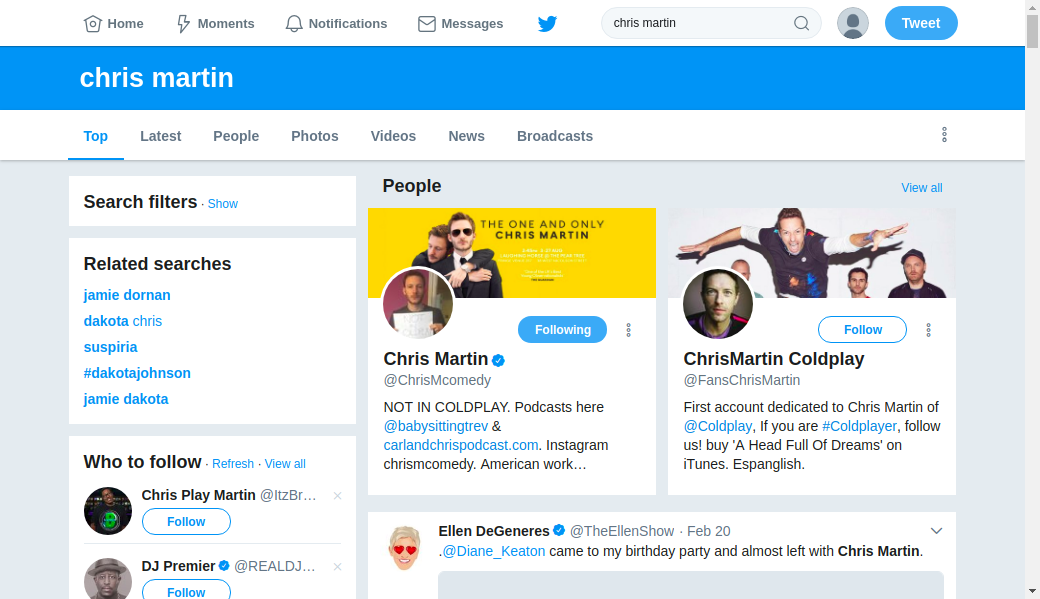 Home
Moments
Notifications
Messages
chris martin
Tweet
chris martin
Top
Latest
People
Photos
Videos
News
Broadcasts
Search filters · Show
Related searches
jamie dornan
dakota chris
suspiria
#dakotajohnson
jamie dakota
Who to follow · Refresh · View all
Chris Play Martin @ItzBr…
Follow
DJ Premier @REALDJ…
Follow
People
View all
THE ONE AND ONLY
CHRIS MARTIN
Following
Chris Martin
@ChrisMcomedy
NOT IN COLDPLAY. Podcasts here
@babysittingtrev &
carlandchrispodcast.com. Instagram
chrismcomedy. American work…
Follow
ChrisMartin Coldplay
@FansChrisMartin
First account dedicated to Chris Martin of
@Coldplay, If you are #Coldplayer, follow
us! buy 'A Head Full Of Dreams' on
iTunes. Espanglish.
Ellen DeGeneres @TheEllenShow · Feb 20
.@Diane_Keaton came to my birthday party and almost left with Chris Martin.